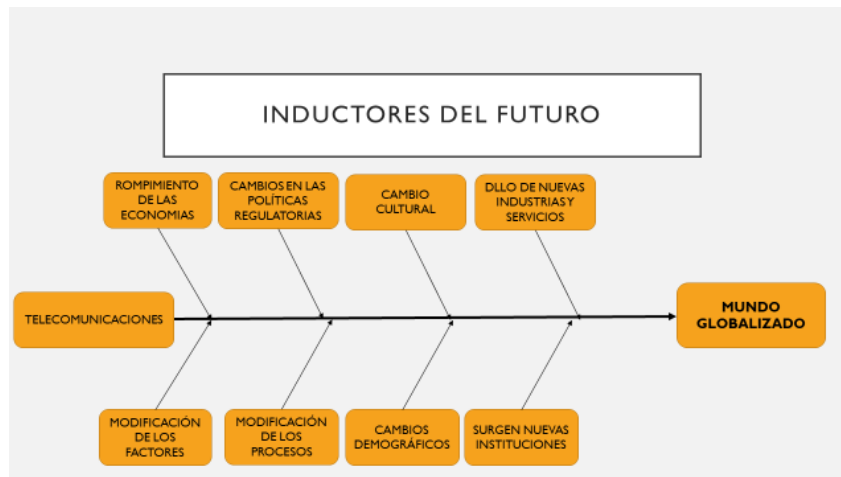 INDUCTORES DEL FUTURO
ROMPIMIENTO
DE LAS
ECONOMIAS
CAMBIOS EN LAS
POLÍTICAS
REGULATORIAS
CAMBIO
CULTURAL
DLLO DE NUEVAS
INDUSTRIAS Y
SERVICIOS
TELECOMUNICACIONES
MUNDO
GLOBALIZADO
MODIFICACIÓN
DE LOS
FACTORES
MODIFICACIÓN
DE LOS
PROCESOS
CAMBIOS
DEMOGRÁFICOS
SURGEN NUEVAS
INSTITUCIONES